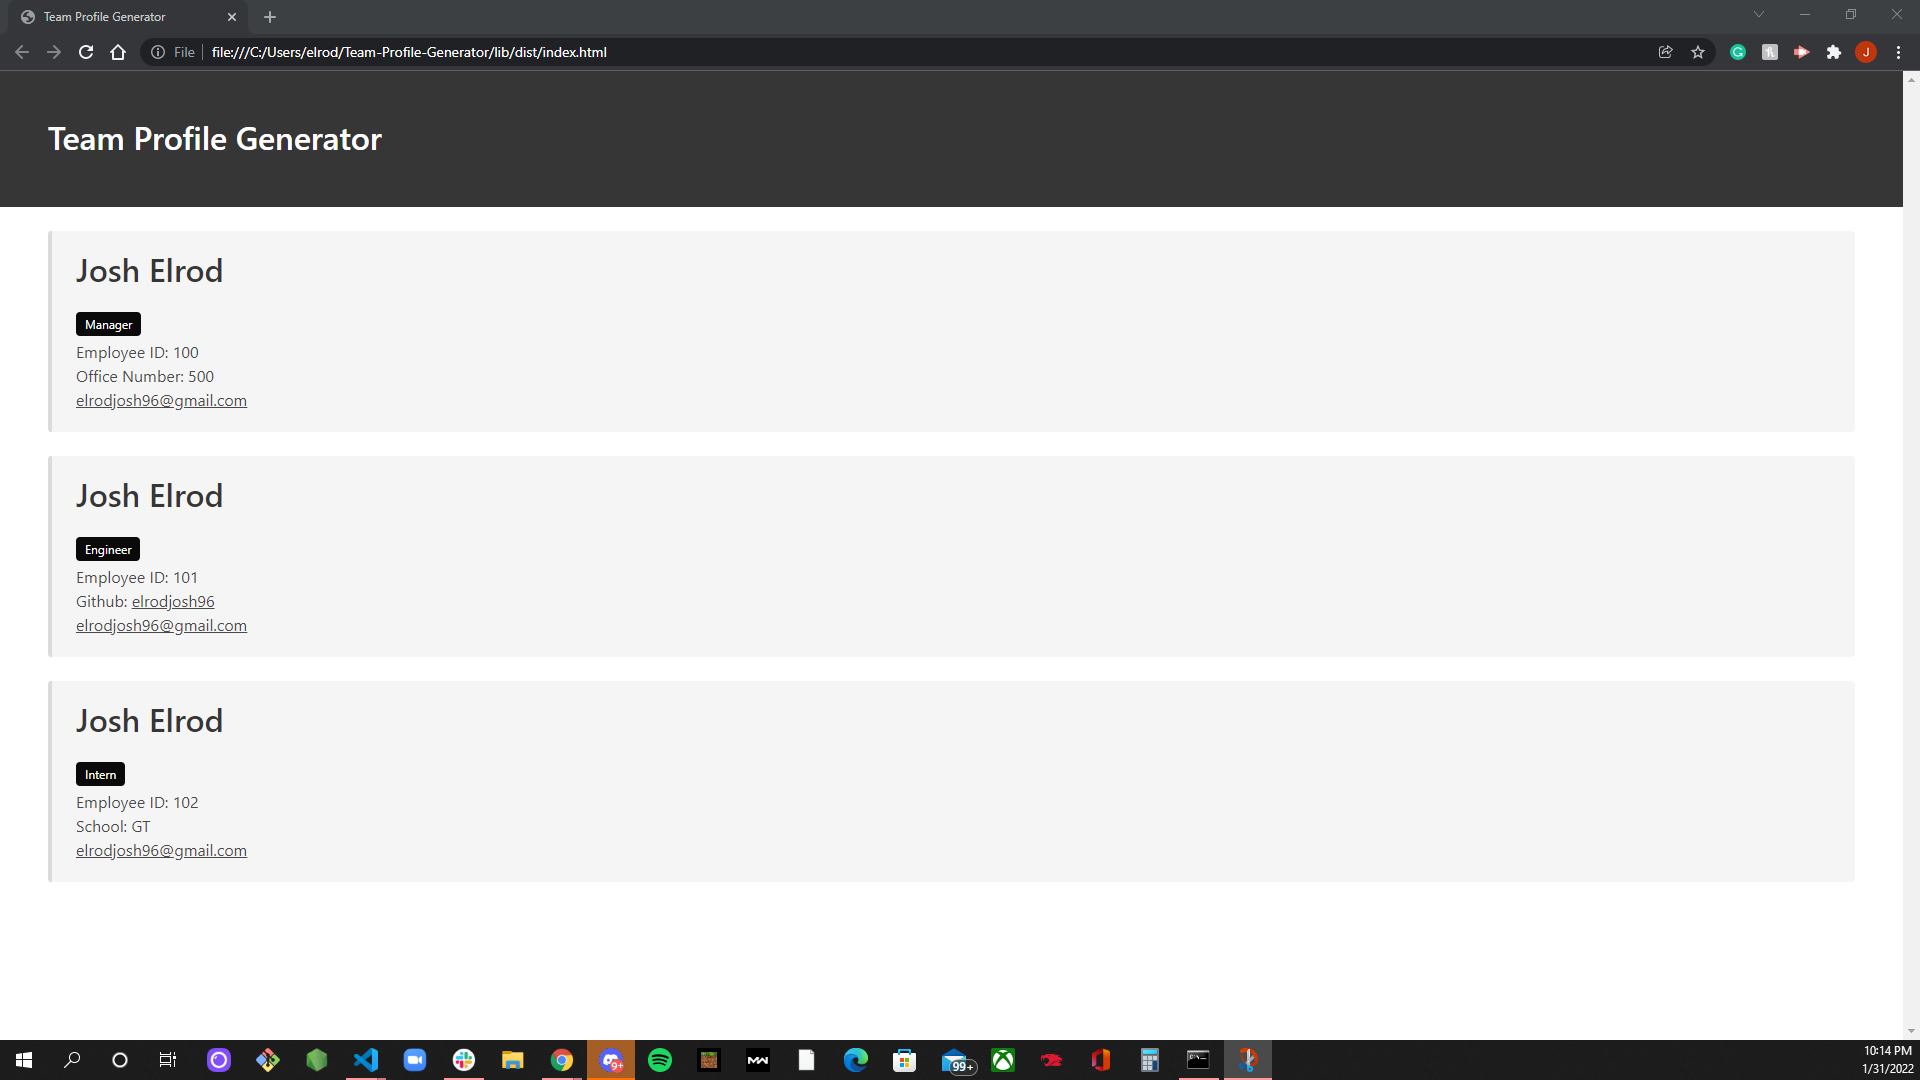 Team Profile Generator
File file:///C:/Users/elrod/Team-Profile-Generator/lib/dist/index.html
J
Team Profile Generator
Josh Elrod
Manager
Employee ID: 100
Office Number: 500
elrodjosh96@gmail.com
Josh Elrod
Engineer
Employee ID: 101
Github: elrodjosh96
elrodjosh96@gmail.com
Josh Elrod
Intern
Employee ID: 102
School: GT
elrodjosh96@gmail.com
9+
MW
99+
10:14 PM
1/31/2022